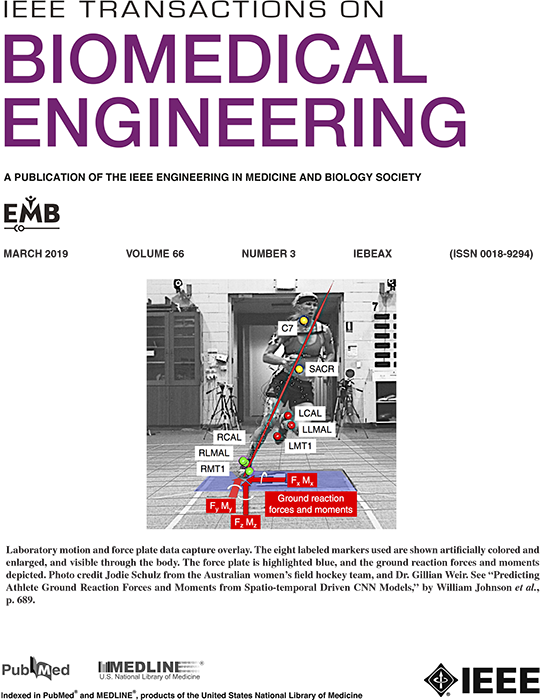 IEEE TRANSACTIONS ON
BIOMEDICAL
ENGINEERING
A PUBLICATION OF THE IEEE ENGINEERING IN MEDICINE AND BIOLOGY SOCIETY
EMB
MARCH 2019 VOLUME 66 NUMBER 3 IEBEAX (ISSN 0018-9294)
7
C7
SACR
LCAL
LLMAL
RCAL
LMT1
RLMAL
RMT1
Fx Mx
Ground reaction
forces and moments
Fy My
Fz Mz
Laboratory motion and force plate data capture overlay. The eight labeled markers used are shown artificially colored and
enlarged, and visible through the body. The force plate is highlighted blue, and the ground reaction forces and moments
depicted. Photo credit Jodie Schulz from the Australian women's field hockey team, and Dr. Gillian Weir. See “Predicting
Athlete Ground Reaction Forces and Moments from Spatio-temporal Driven CNN Models,” by William Johnson et al.,
p. 689.
PubMed
MEDLINE®
U.S. National Library of Medicine
IEEE
Indexed in PubMed® and MEDLINE®, products of the United States National Library of Medicine